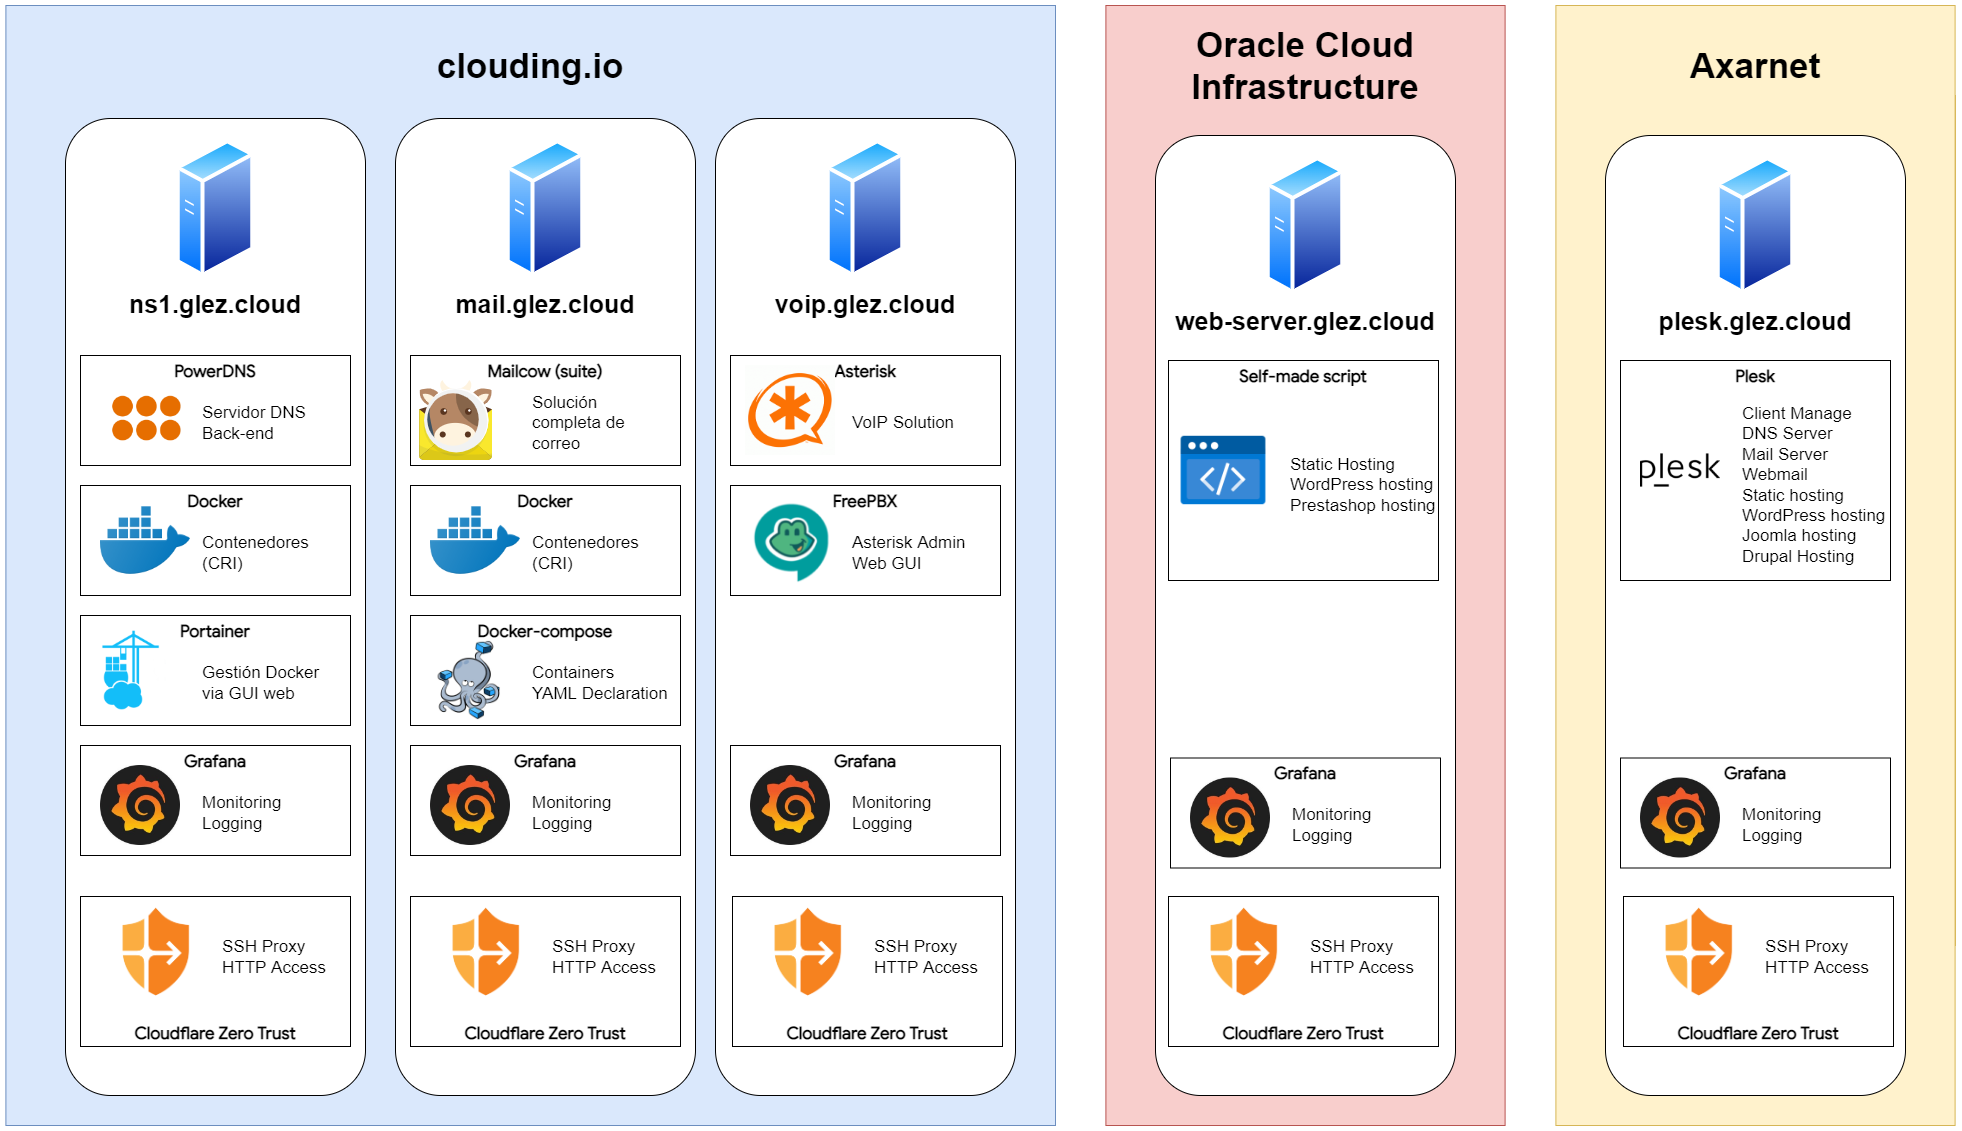 clouding.io
ns1.glez.cloud
PowerDNS
Servidor DNS
Back-end
Docker
Contenedores
(CRI)
Portainer
Gestión Docker
via GUI web
Grafana
Monitoring
Logging
SSH Proxy
HTTP Access
Cloudflare Zero Trust
mail.glez.cloud
Mailcow (suite)
Solución
completa de
correo
Docker
Contenedores
(CRI)
Docker-compose
Containers
YAML Declaration
Grafana
Monitoring
Logging
SSH Proxy
HTTP Access
Cloudflare Zero Trust
voip.glez.cloud
Asterisk
VoIP Solution
FreePBX
Asterisk Admin
Web GUI
Grafana
Monitoring
Logging
SSH Proxy
HTTP Access
Cloudflare Zero Trust
Oracle Cloud
Infrastructure
web-server.glez.cloud
Self-made script
Static Hosting
WordPress hosting
Prestashop hosting
Grafana
Monitoring
Logging
SSH Proxy
HTTP Access
Cloudflare Zero Trust
Axarnet
plesk.glez.cloud
Plesk
plesk
Client Manage
DNS Server
Mail Server
Webmail
Static hosting
WordPress hosting
Joomla hosting
Drupal Hosting
Grafana
Monitoring
Logging
SSH Proxy
HTTP Access
Cloudflare Zero Trust